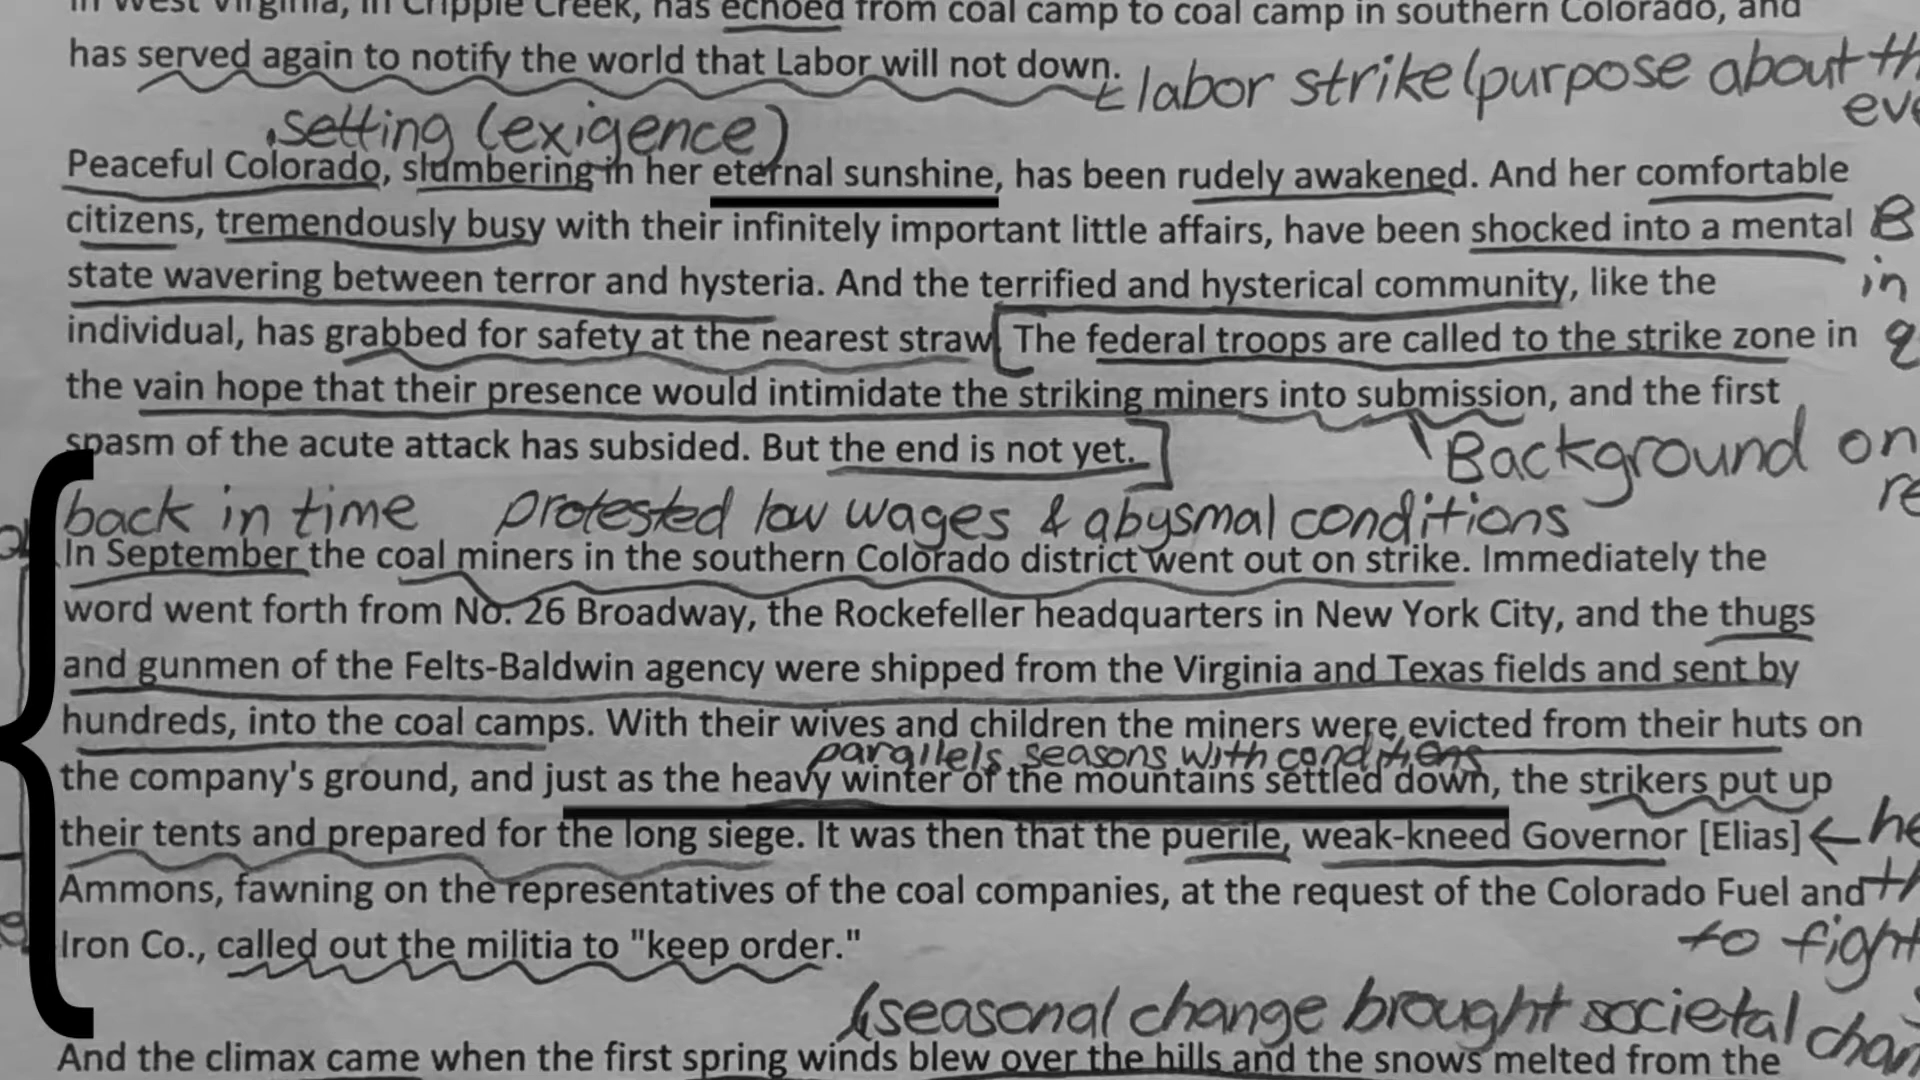 in West Virginia, in Cripple Creek, has echoed from coal camp to coal camp in southern Colorado, and
has served again to notify the world that Labor will not down.
labor strike (purpose about th
eve
setting (exigence)
Peaceful Colorado, slumbering in her eternal sunshine, has been rudely awakened. And her comfortable
citizens, tremendously busy with their infinitely important little affairs, have been shocked into a mental
state wavering between terror and hysteria. And the terrified and hysterical community, like the
in
individual, has grabbed for safety at the nearest straw. [The federal troops are called to the strike zone in
the vain hope that their presence would intimidate the striking miners into submission, and the first
spasm of the acute attack has subsided. But the end is not yet.]
Background on
re
back in time protested low wages & abysmal conditions
In September the coal miners in the southern Colorado district went out on strike. Immediately the
word went forth from No. 26 Broadway, the Rockefeller headquarters in New York City, and the thugs
and gunmen of the Felts-Baldwin agency were shipped from the Virginia and Texas fields and sent by
hundreds, into the coal camps. With their wives and children the miners were evicted from their huts on
parallels seasons with conditions
the company's ground, and just as the heavy winter of the mountains settled down, the strikers put up
their tents and prepared for the long siege. It was then that the puerile, weak-kneed Governor [Elias] ← he
Ammons, fawning on the representatives of the coal companies, at the request of the Colorado Fuel and
th
Iron Co., called out the militia to "keep order."
to fight
(seasonal change brought societal chan
And the climax came when the first spring winds blew over the hills and the snows melted from the